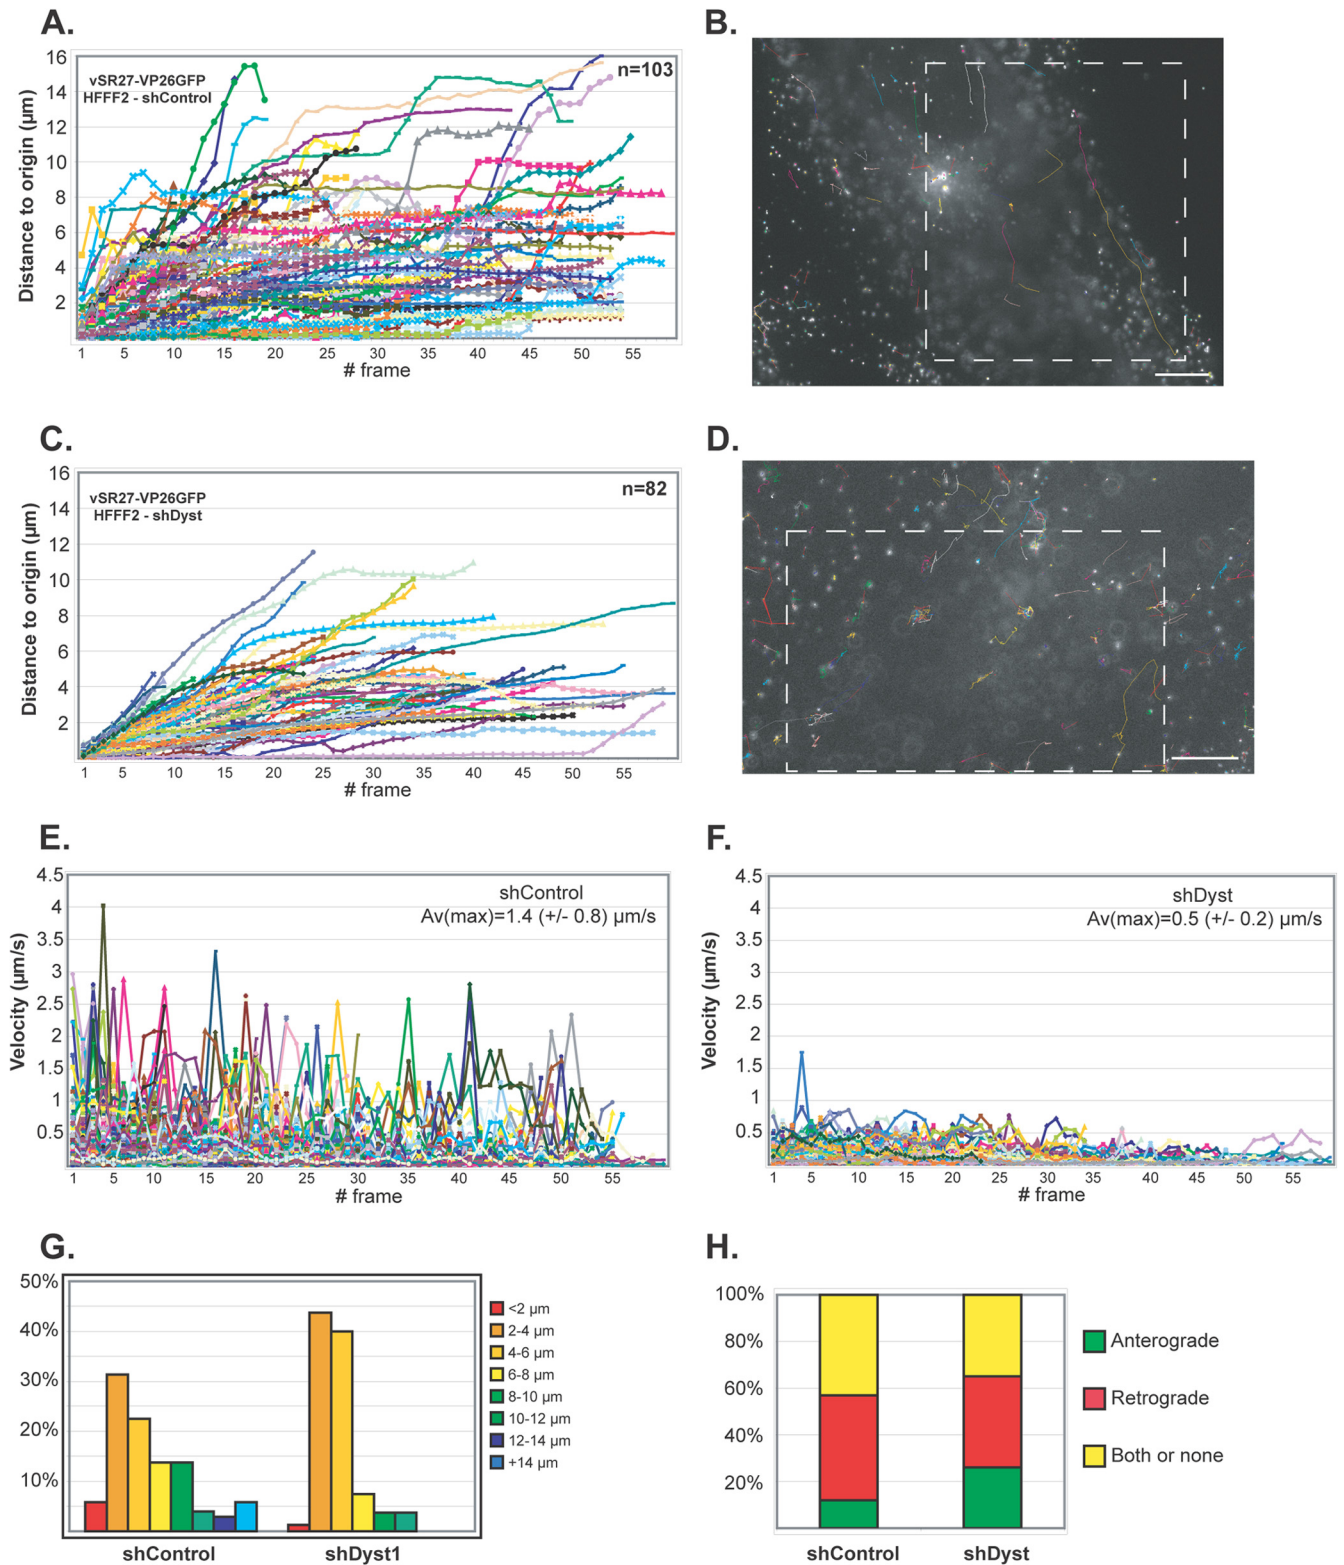 A.
16
14
12
10
8
6
4
2
Distance to origin (μm)
vSR27-VP26GFP
HFFF2 - shControl
n=103
1 5 10 15 20 25 30 35 40 45 50 55
# frame
B.
C.
16
14
12
10
8
6
4
2
Distance to origin (μm)
vSR27-VP26GFP
HFFF2 - shDyst
n=82
1 5 10 15 20 25 30 35 40 45 50 55
# frame
D.
E.
4.5
4
3.5
3
2.5
2
1.5
1
0.5
Velocity (μm/s)
shControl
Av(max)=1.4 (+/- 0.8) μm/s
1 5 10 15 20 25 30 35 40 45 50 55
# frame
F.
4.5
4
3.5
3
2.5
2
1.5
1
0.5
Velocity (μm/s)
shDyst
Av(max)=0.5 (+/- 0.2) μm/s
1 5 10 15 20 25 30 35 40 45 50 55
# frame
G.
50%
40%
30%
20%
10%
shControl shDyst1
<2 μm
2-4 μm
4-6 μm
6-8 μm
8-10 μm
10-12 μm
12-14 μm
+14 μm
H.
100%
80%
60%
40%
20%
shControl shDyst
Anterograde
Retrograde
Both or none